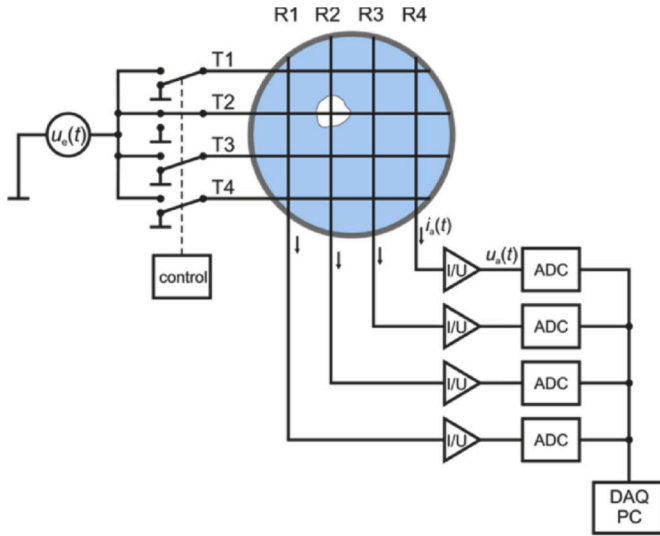 R1 R2 R3 R4
T1
T2
uₑ(t)
T3
T4
iₐ(t)
control
I/U
uₐ(t)
ADC
I/U
ADC
I/U
ADC
I/U
ADC
DAQ
PC